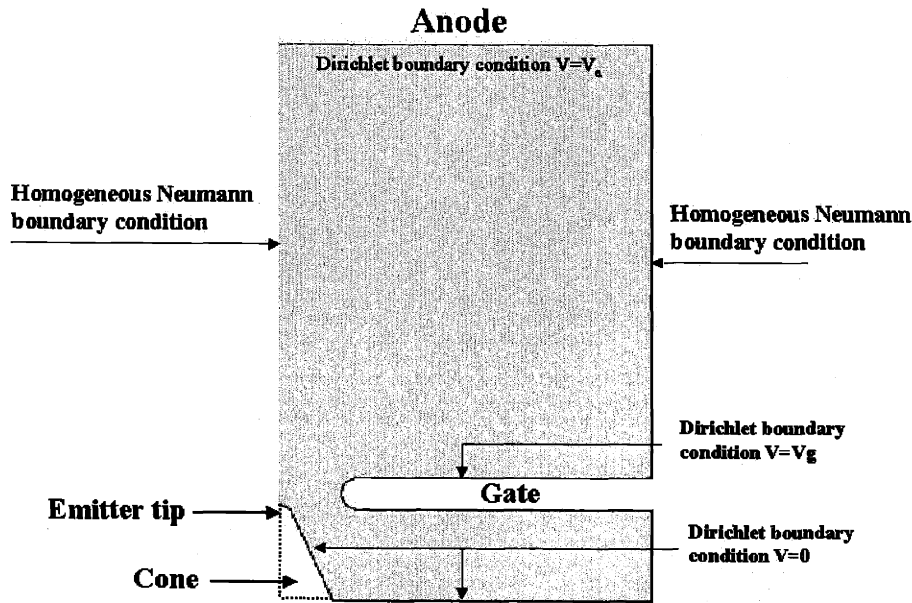 Anode
Dirichlet boundary condition V=Va
Homogeneous Neumann
boundary condition
Homogeneous Neumann
boundary condition
Dirichlet boundary
condition V=Vg
Gate
Emitter tip
Dirichlet boundary
condition V=0
Cone